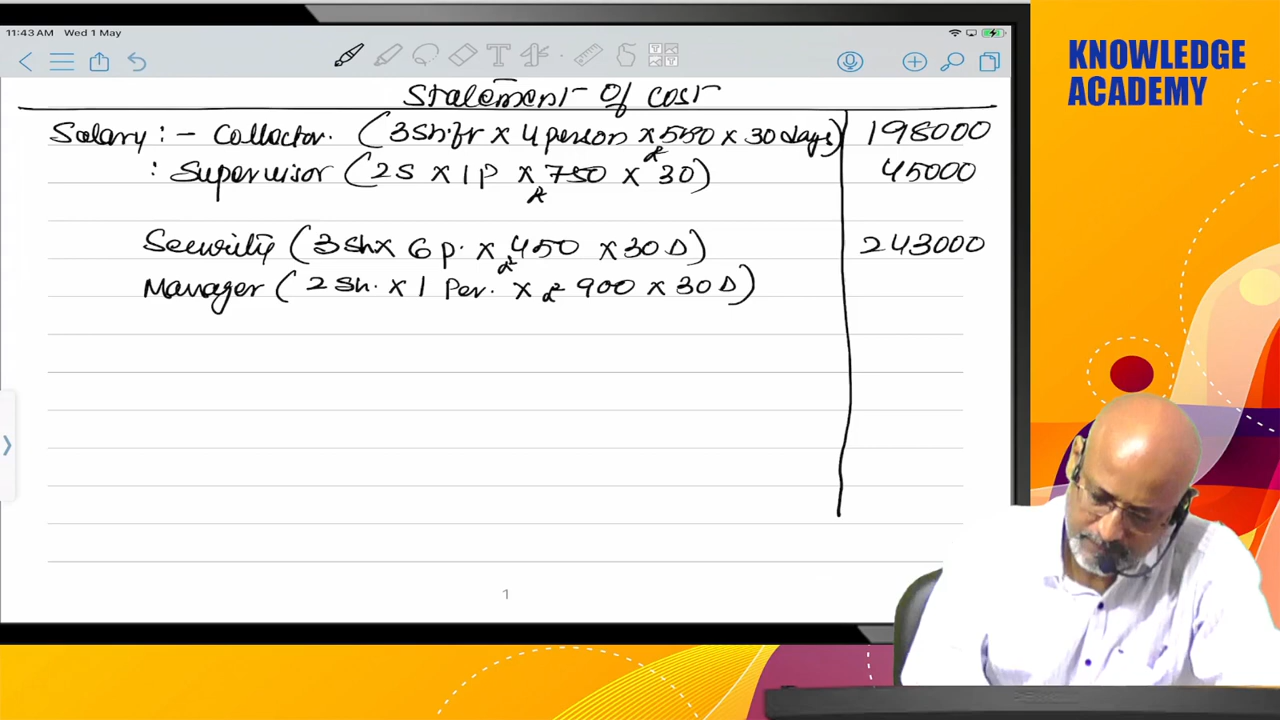 11:43 AM Wed 1 May
KNOWLEDGE
ACADEMY
Statement of cost
Salary :- Collector. (3 Shift x 4 person x 550 x 30 days) 198000
: Supervisor (2S x 1P x 750 x 30) 45000
Security (3 Sh x 6 p. x 450 x 30 D) 243000
Manager (2 Sh. x 1 Per. x 900 x 30 D)
1